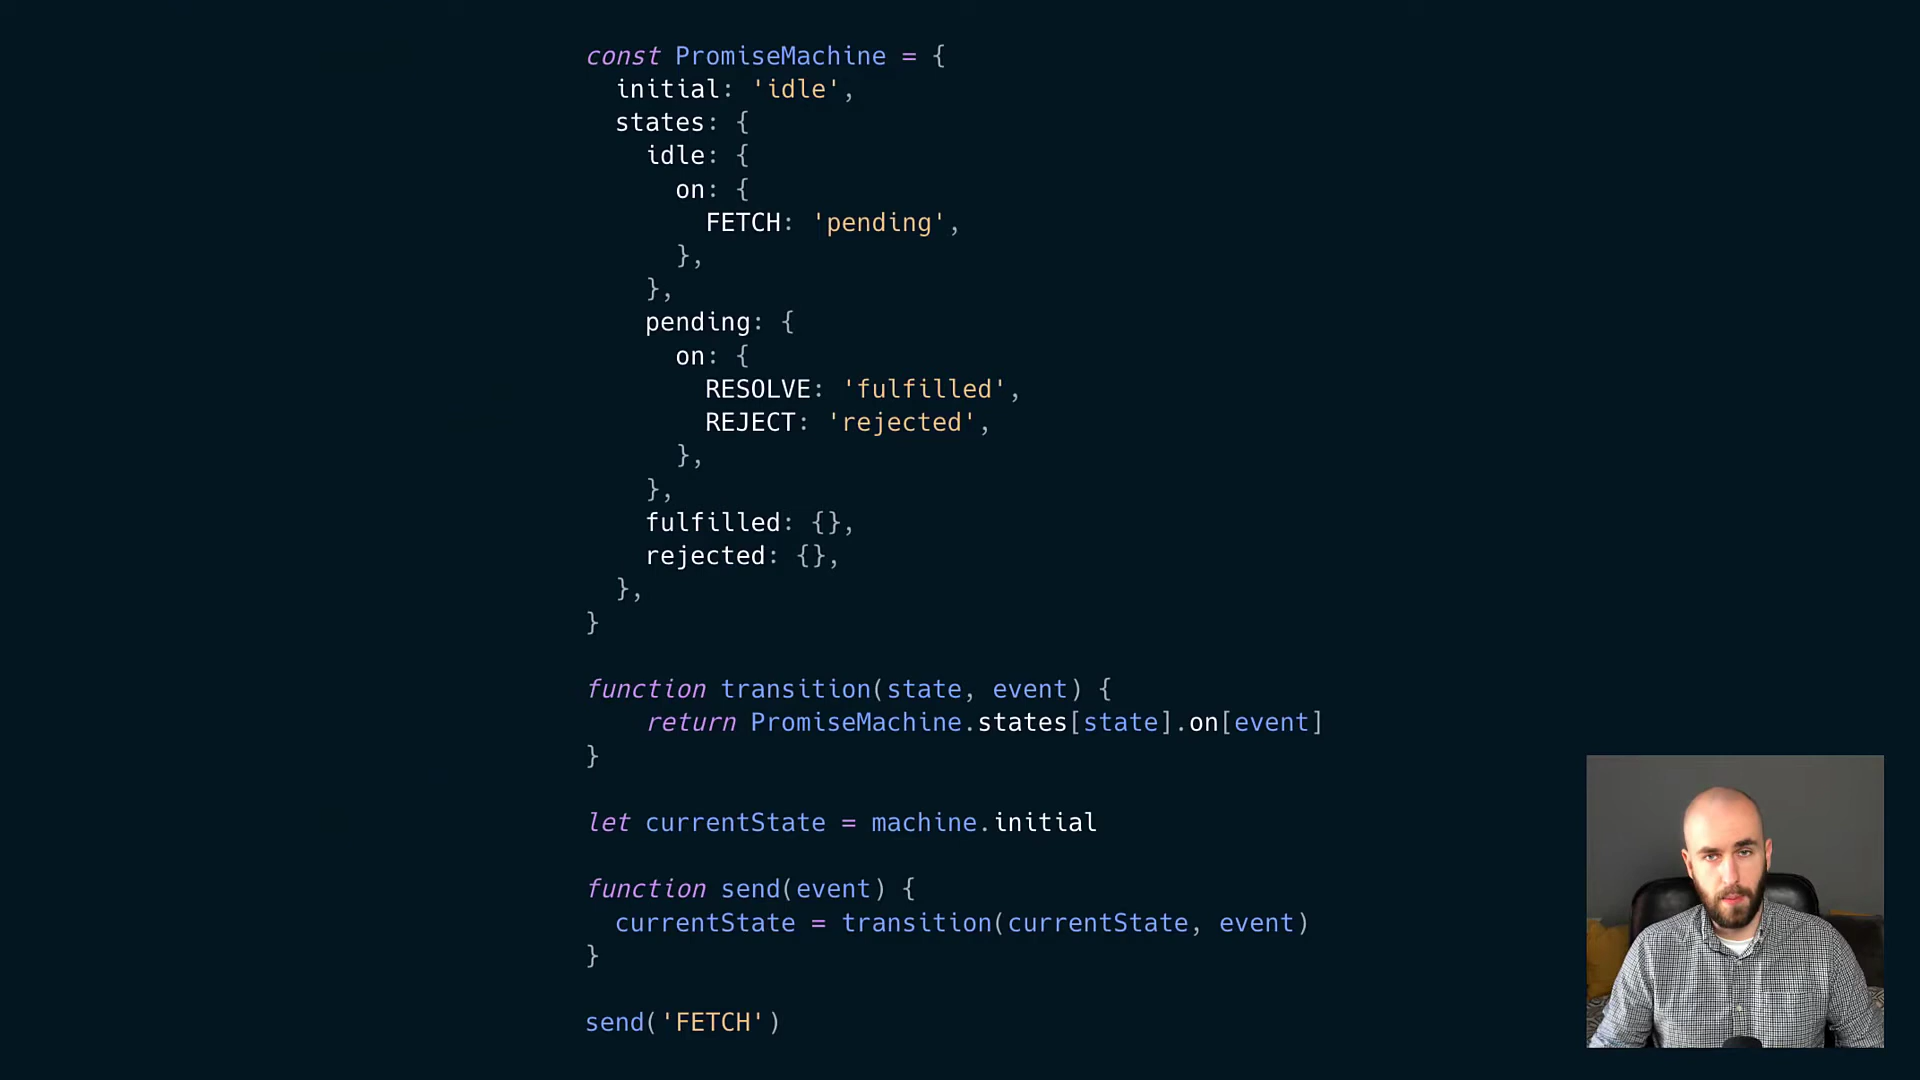 const PromiseMachine = {
  initial: 'idle',
  states: {
    idle: {
      on: {
        FETCH: 'pending',
      },
    },
    pending: {
      on: {
        RESOLVE: 'fulfilled',
        REJECT: 'rejected',
      },
    },
    fulfilled: {},
    rejected: {},
  },
}

function transition(state, event) {
    return PromiseMachine.states[state].on[event]
}

let currentState = machine.initial

function send(event) {
  currentState = transition(currentState, event)
}

send('FETCH')